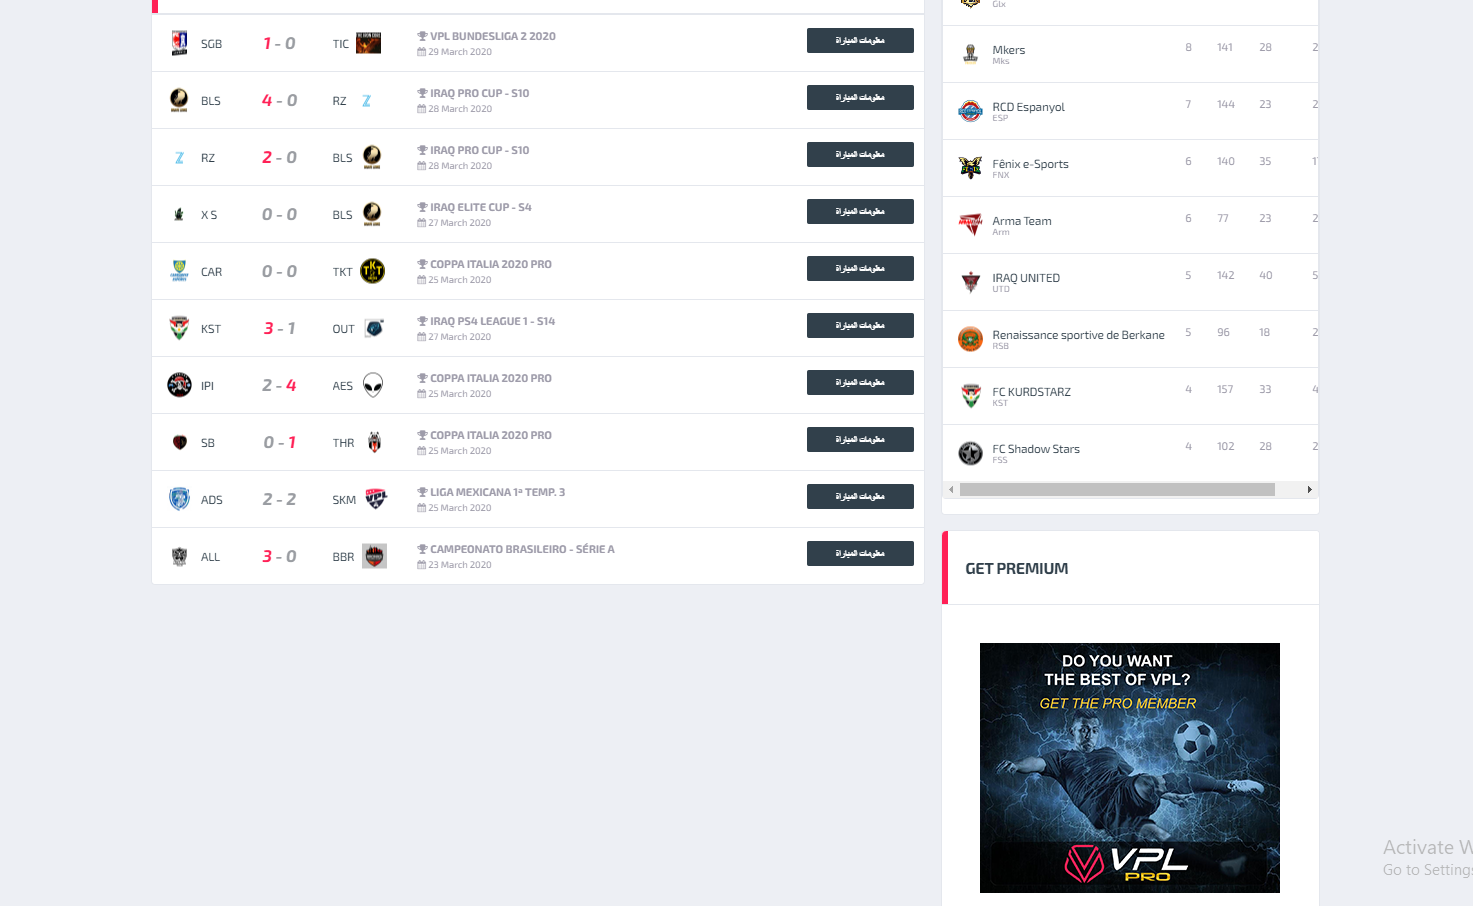 SGB 1 - 0 TIC VPL BUNDESLIGA 2 2020 معلومات المباراة
29 March 2020
BLS 4 - 0 RZ IRAQ PRO CUP - S10 معلومات المباراة
28 March 2020
RZ 2 - 0 BLS IRAQ PRO CUP - S10 معلومات المباراة
28 March 2020
X S 0 - 0 BLS IRAQ ELITE CUP - S4 معلومات المباراة
27 March 2020
CAR 0 - 0 TKT COPPA ITALIA 2020 PRO معلومات المباراة
25 March 2020
KST 3 - 1 OUT IRAQ PS4 LEAGUE 1 - S14 معلومات المباراة
27 March 2020
IPI 2 - 4 AES COPPA ITALIA 2020 PRO معلومات المباراة
25 March 2020
SB 0 - 1 THR COPPA ITALIA 2020 PRO معلومات المباراة
25 March 2020
ADS 2 - 2 SKM LIGA MEXICANA 1ª TEMP. 3 معلومات المباراة
25 March 2020
ALL 3 - 0 BBR CAMPEONATO BRASILEIRO - SÉRIE A معلومات المباراة
23 March 2020
Glx
Mkers 8 141 28 2
Mks
RCD Espanyol 7 144 23 2
ESP
Fênix e-Sports 6 140 35 1
FNX
Arma Team 6 77 23 2
Arm
IRAQ UNITED 5 142 40 5
UTD
Renaissance sportive de Berkane 5 96 18 2
RSB
FC KURDSTARZ 4 157 33 4
KST
FC Shadow Stars 4 102 28 2
FSS
GET PREMIUM
DO YOU WANT
THE BEST OF VPL?
GET THE PRO MEMBER
VPL
PRO
Activate W
Go to Settings